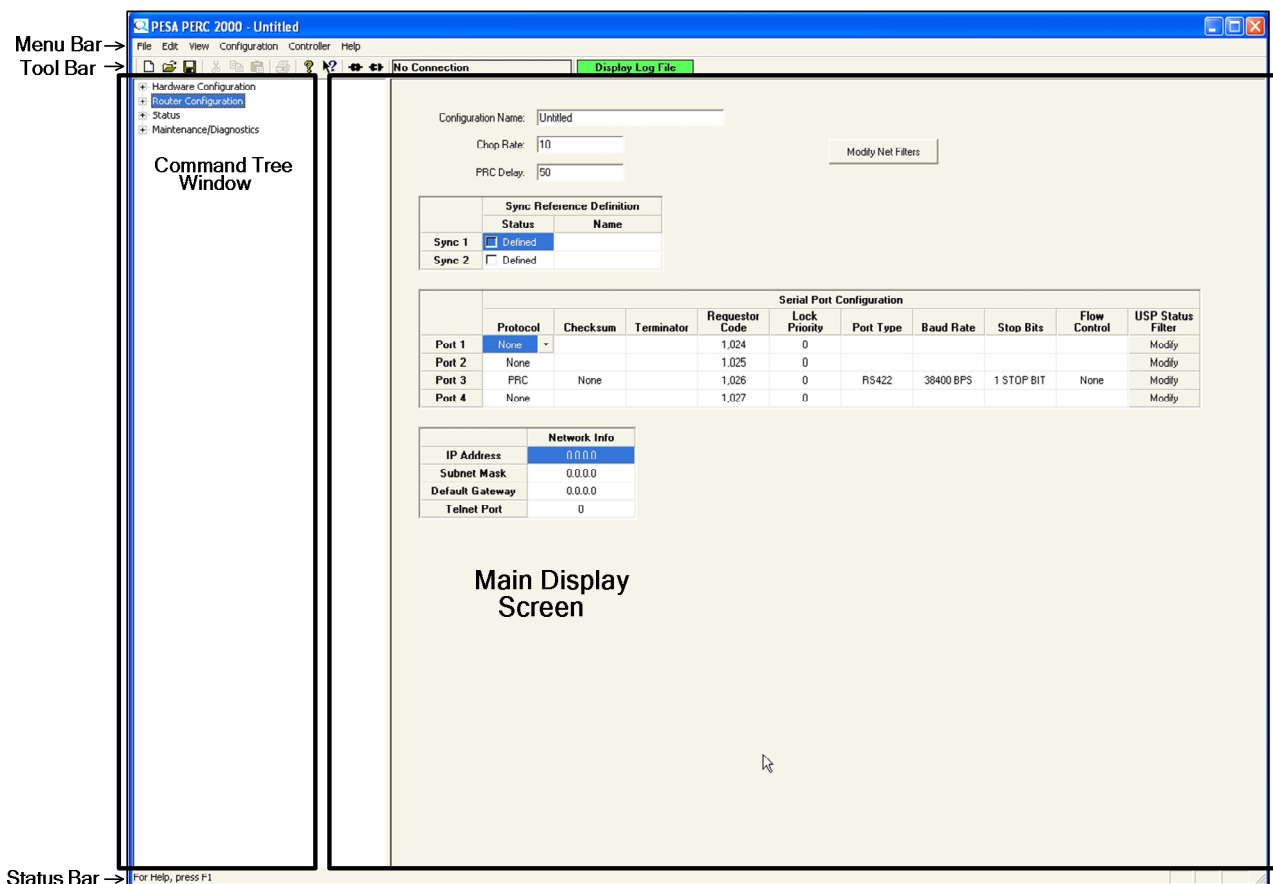 PESA PERC 2000 - Untitled
Menu Bar
File Edit View Configuration Controller Help
Tool Bar
No Connection
Display Log File
Hardware Configuration
Router Configuration
Status
Maintenance/Diagnostics
Command Tree
Window
Configuration Name: Untitled
Chop Rate: 10
Modify Net Filters
PRC Delay: 50
Sync Reference Definition
Status Name
Sync 1 Defined
Sync 2 Defined
Serial Port Configuration
Protocol Checksum Terminator Requestor Code Lock Priority Port Type Baud Rate Stop Bits Flow Control USP Status Filter
Port 1 None 1,024 0 Modify
Port 2 None 1,025 0 Modify
Port 3 PRC None 1,026 0 RS422 38400 BPS 1 STOP BIT None Modify
Port 4 None 1,027 0 Modify
Network Info
IP Address 0.0.0.0
Subnet Mask 0.0.0.0
Default Gateway 0.0.0.0
Telnet Port 0
Main Display
Screen
Status Bar
For Help, press F1